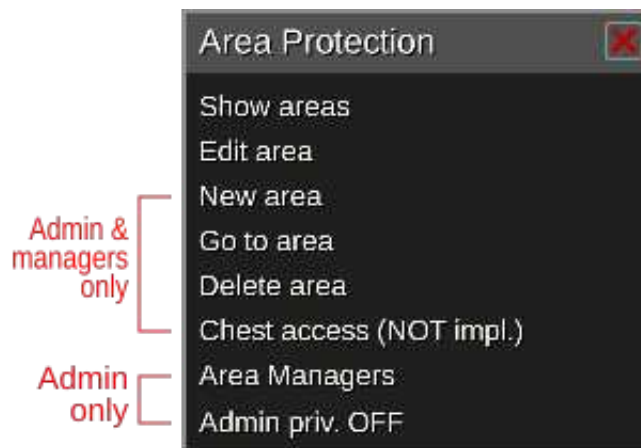 Area Protection
Show areas
Edit area
New area
Go to area
Delete area
Chest access (NOT impl.)
Area Managers
Admin priv. OFF
Admin &
managers
only
Admin
only